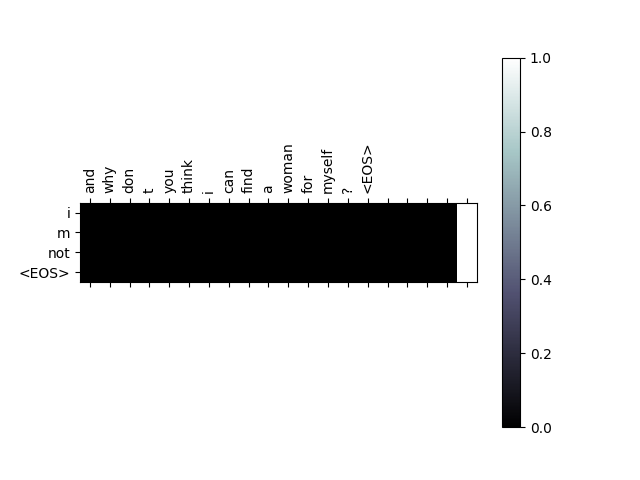 and why don t you think i can find a woman for myself ? <EOS>
i
m
not
<EOS>
1.0
0.8
0.6
0.4
0.2
0.0